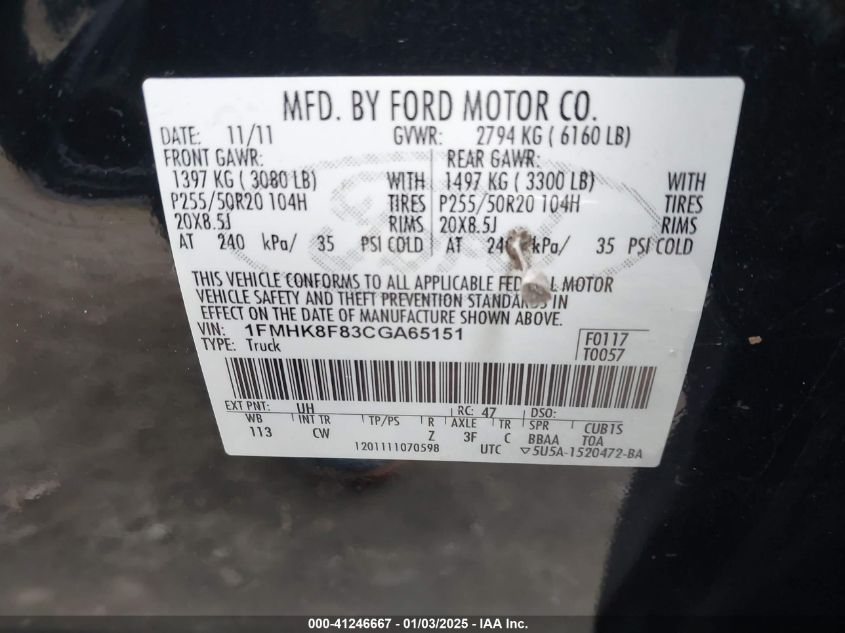 MFD. BY FORD MOTOR CO.
DATE: 11/11 GVWR: 2794 KG ( 6160 LB)
FRONT GAWR: REAR GAWR:
1397 KG ( 3080 LB) WITH 1497 KG ( 3300 LB) WITH
P255/50R20 104H TIRES P255/50R20 104H TIRES
20X8.5J RIMS 20X8.5J RIMS
AT 240 kPa/ 35 PSI COLD AT kPa/ 35 PSI COLD
THIS VEHICLE CONFORMS TO ALL APPLICABLE MOTOR
VEHICLE SAFETY AND THEFT PREVENTION IN
EFFECT ON THE DATE OF MANUFACTURE SHOWN ABOVE.
VIN: 1FMHK8F83CGA65151 F0117
TYPE: Truck T0057
EXT PNT: UH RC: 47 DSO:
WB INT TR TP/PS R AXLE TR SPR CUB1S
113 CW Z 3F C BBAA TOA
1201111070598 UTC ▽5U5A-1520472-BA
000-41246667 - 01/03/2025 - IAAI Inc.